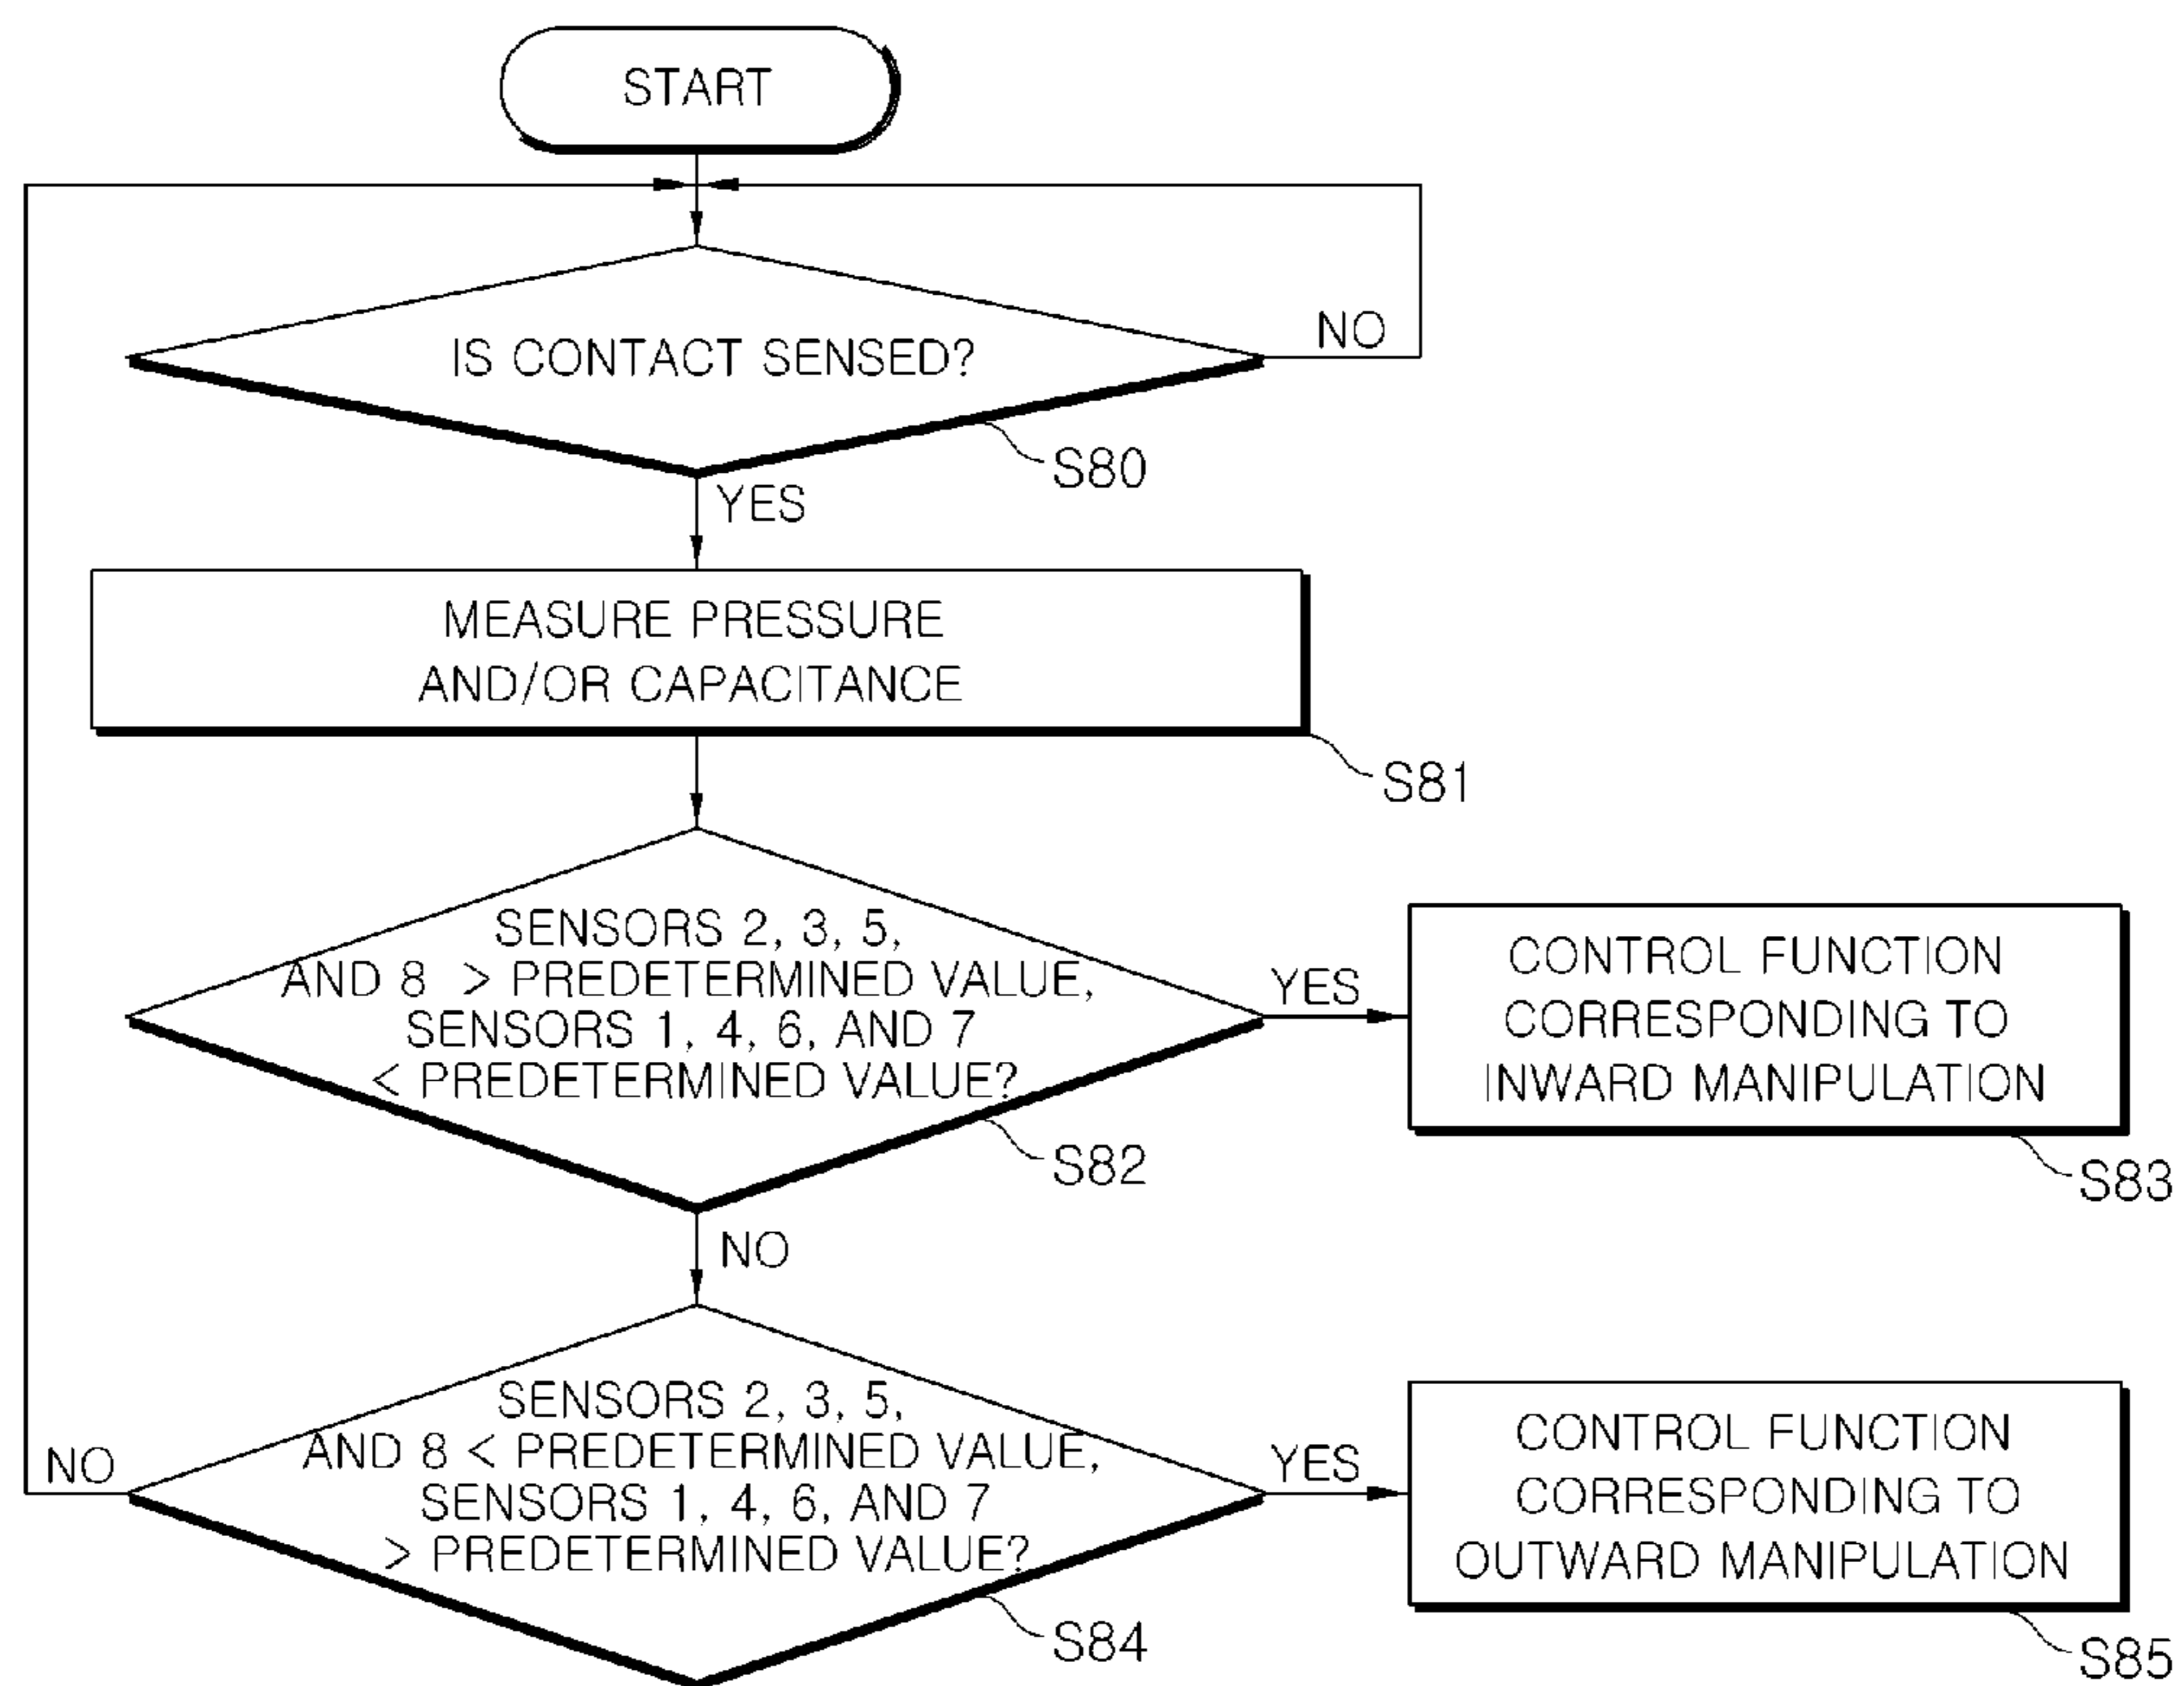 START
IS CONTACT SENSED?
NO
S80
YES
MEASURE PRESSURE
AND/OR CAPACITANCE
S81
SENSORS 2, 3, 5,
AND 8 > PREDETERMINED VALUE,
SENSORS 1, 4, 6, AND 7
< PREDETERMINED VALUE?
YES
CONTROL FUNCTION
CORRESPONDING TO
INWARD MANIPULATION
S82
S83
NO
SENSORS 2, 3, 5,
AND 8 < PREDETERMINED VALUE,
SENSORS 1, 4, 6, AND 7
> PREDETERMINED VALUE?
NO
YES
CONTROL FUNCTION
CORRESPONDING TO
OUTWARD MANIPULATION
S84
S85